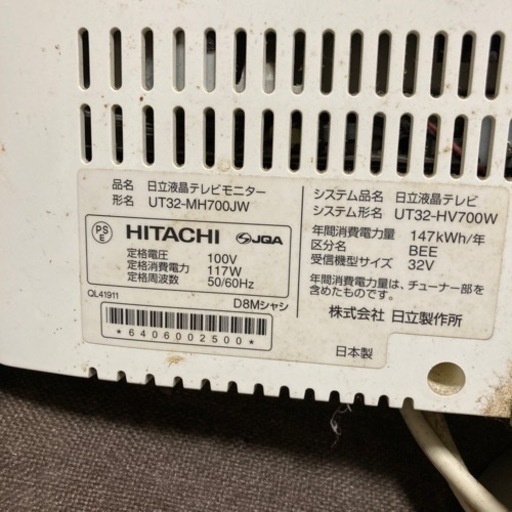 品名 日立液晶テレビモニター
形名 UT32-MH700JW
PS
E
HITACHI JQA
定格電圧 100V
定格消費電力 117W
定格周波数 50/60Hz
QL41911
D8Mシャシ
*6406002500*
システム品名 日立液晶テレビ
システム形名 UT32-HV700W
年間消費電力量 147kWh/年
区分名 BEE
受信機型サイズ 32V
年間消費電力量は、チューナー部を
含めたものです。
株式会社 日立製作所
日本製